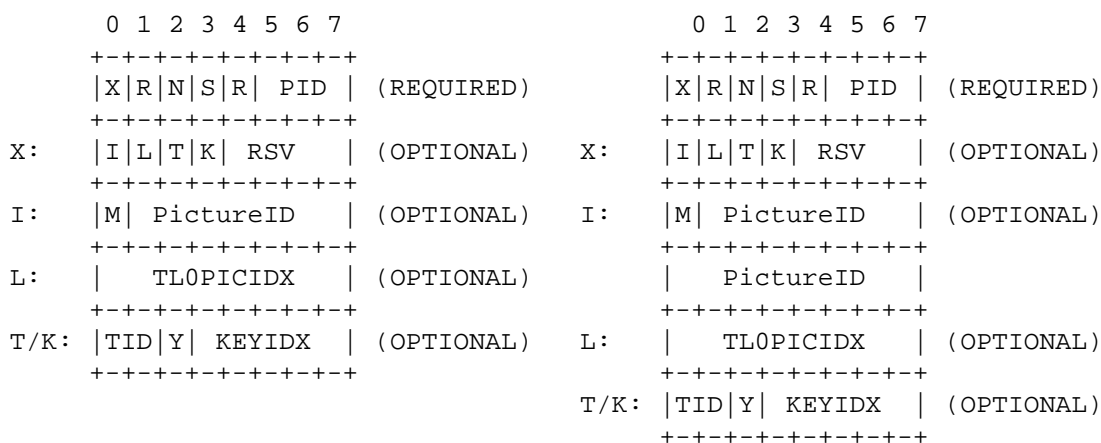 0 1 2 3 4 5 6 7                      0 1 2 3 4 5 6 7
     +-+-+-+-+-+-+-+-+                    +-+-+-+-+-+-+-+-+
     |X|R|N|S|R| PID | (REQUIRED)         |X|R|N|S|R| PID | (REQUIRED)
     +-+-+-+-+-+-+-+-+                    +-+-+-+-+-+-+-+-+
X:   |I|L|T|K| RSV   | (OPTIONAL)   X:    |I|L|T|K| RSV   | (OPTIONAL)
     +-+-+-+-+-+-+-+-+                    +-+-+-+-+-+-+-+-+
I:   |M| PictureID   | (OPTIONAL)   I:    |M| PictureID   | (OPTIONAL)
     +-+-+-+-+-+-+-+-+                    +-+-+-+-+-+-+-+-+
L:   |   TL0PICIDX   | (OPTIONAL)         |   PictureID   |
     +-+-+-+-+-+-+-+-+                    +-+-+-+-+-+-+-+-+
T/K: |TID|Y| KEYIDX  | (OPTIONAL)   L:    |   TL0PICIDX   | (OPTIONAL)
     +-+-+-+-+-+-+-+-+                    +-+-+-+-+-+-+-+-+
                                    T/K:  |TID|Y| KEYIDX  | (OPTIONAL)
                                          +-+-+-+-+-+-+-+-+